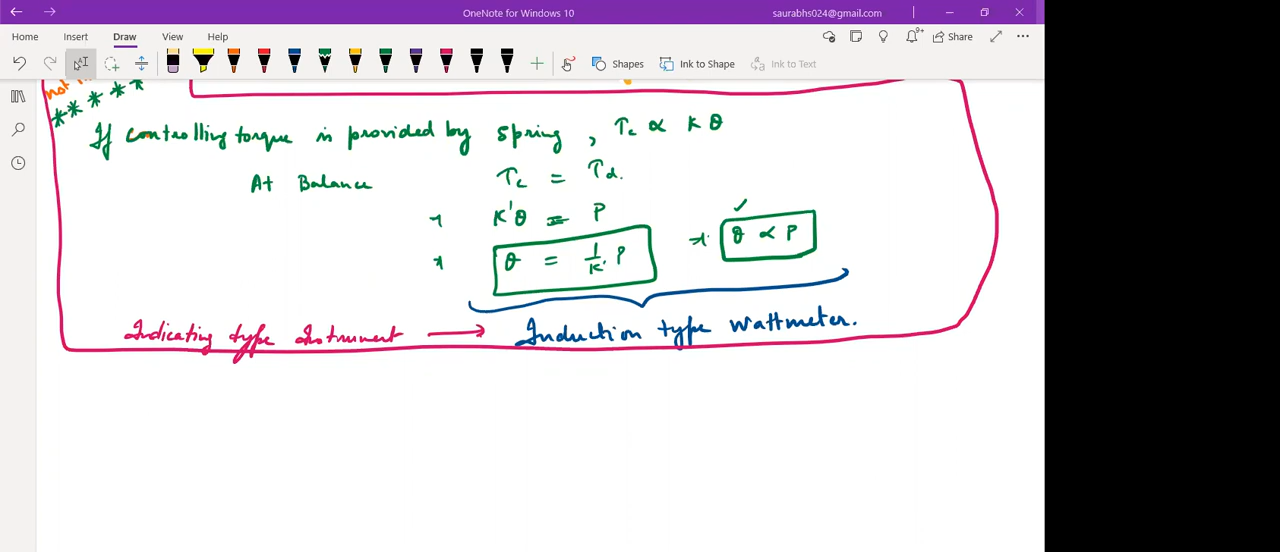 OneNote for Windows 10
saurabhs024@gmail.com
Home Insert Draw View Help
Shapes Ink to Shape Ink to Text 9+ Share
not
*****
If controlling torque is provided by spring, Tc ∝ Kθ
At Balance Tc = Td.
K'θ = P
θ = 1/K' P
θ ∝ P
Indicating type Instrument → Induction type Wattmeter.